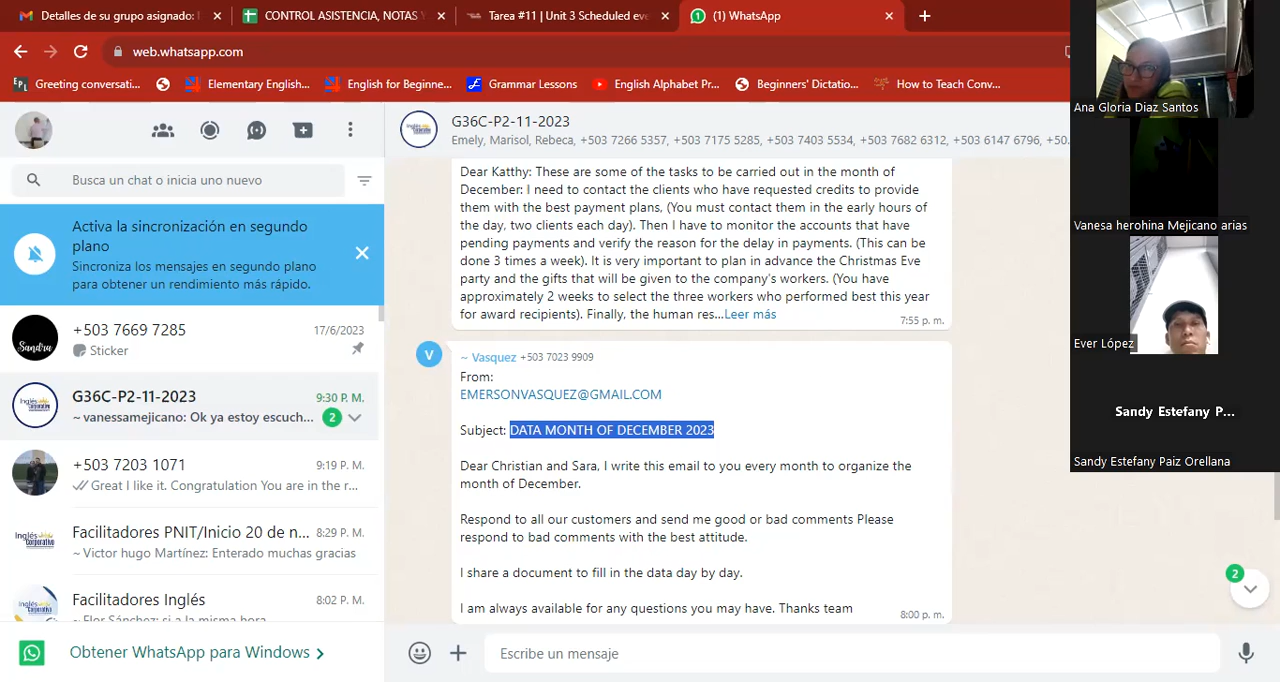 Detalles de su grupo asignado: N
CONTROL ASISTENCIA, NOTAS Y
Tarea #11 | Unit 3 Scheduled eve
(1) WhatsApp
web.whatsapp.com
Greeting conversati...
Elementary English...
English for Beginne...
Grammar Lessons
English Alphabet Pr...
Beginners' Dictatio...
How to Teach Conv...
G36C-P2-11-2023
Emely, Marisol, Rebeca, +503 7266 5357, +503 7175 5285, +503 7403 5534, +503 7682 6312, +503 6147 6796, +50...
Busca un chat o inicia uno nuevo
Activa la sincronización en segundo
plano
Sincroniza los mensajes en segundo plano
para obtener un rendimiento más rápido.
+503 7669 7285
17/6/2023
Sandra
Sticker
G36C-P2-11-2023
9:30 P. M.
~ vanessamejicano: Ok ya estoy escuch...
2
+503 7203 1071
9:19 P. M.
Great I like it. Congratulation You are in the r...
Facilitadores PNIT/Inicio 20 de n...
8:29 P. M.
~ Victor hugo Martínez: Enterado muchas gracias
Facilitadores Inglés
8:02 P. M.
~ Flor Sánchez: si a la misma hora
Obtener WhatsApp para Windows
Dear Katthy: These are some of the tasks to be carried out in the month of
December: I need to contact the clients who have requested credits to provide
them with the best payment plans, (You must contact them in the early hours of
the day, two clients each day). Then I have to monitor the accounts that have
pending payments and verify the reason for the delay in payments. (This can be
done 3 times a week). It is very important to plan in advance the Christmas Eve
party and the gifts that will be given to the company's workers. (You have
approximately 2 weeks to select the three workers who performed best this year
for award recipients). Finally, the human res...Leer más
7:55 p. m.
V
~ Vasquez +503 7023 9909
From:
EMERSONVASQUEZ@GMAIL.COM
Subject: DATA MONTH OF DECEMBER 2023
Dear Christian and Sara, I write this email to you every month to organize the
month of December.
Respond to all our customers and send me good or bad comments Please
respond to bad comments with the best attitude.
I share a document to fill in the data day by day.
I am always available for any questions you may have. Thanks team
8:00 p. m.
2
Escribe un mensaje
Ana Gloria Diaz Santos
Vanesa herohina Mejicano arias
Ever López
Sandy Estefany P...
Sandy Estefany Paiz Orellana